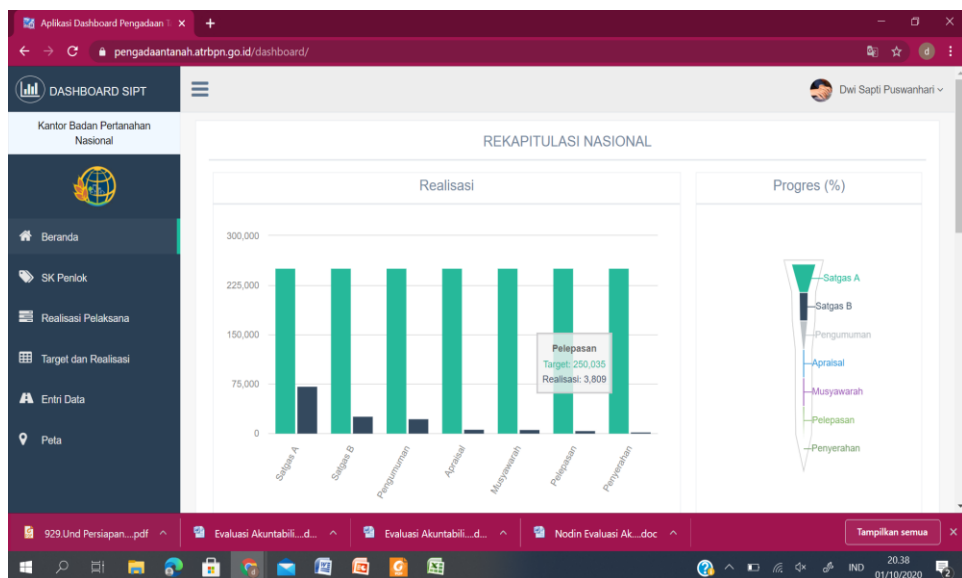 Aplikasi Dashboard Pengadaan T
pengadaantanah.atrbpn.go.id/dashboard/
d
DASHBOARD SIPT
Dwi Sapti Puswanhari
Kantor Badan Pertanahan
Nasional
Beranda
SK Penlok
Realisasi Pelaksana
Target dan Realisasi
Entri Data
Peta
REKAPITULASI NASIONAL
Realisasi
300,000
225,000
150,000
75,000
0
Pelepasan
Target: 250,035
Realisasi: 3,809
Satgas A
Satgas B
Pengumuman
Apraisal
Musyawarah
Pelepasan
Penyerahan
Progres (%)
Satgas A
Satgas B
Pengumuman
Apraisal
Musyawarah
Pelepasan
Penyerahan
929.Und Persiapan....pdf
Evaluasi Akuntabili....d...
Evaluasi Akuntabili....d...
Nodin Evaluasi Ak....doc
Tampilkan semua
IND
20.38
01/10/2020
2